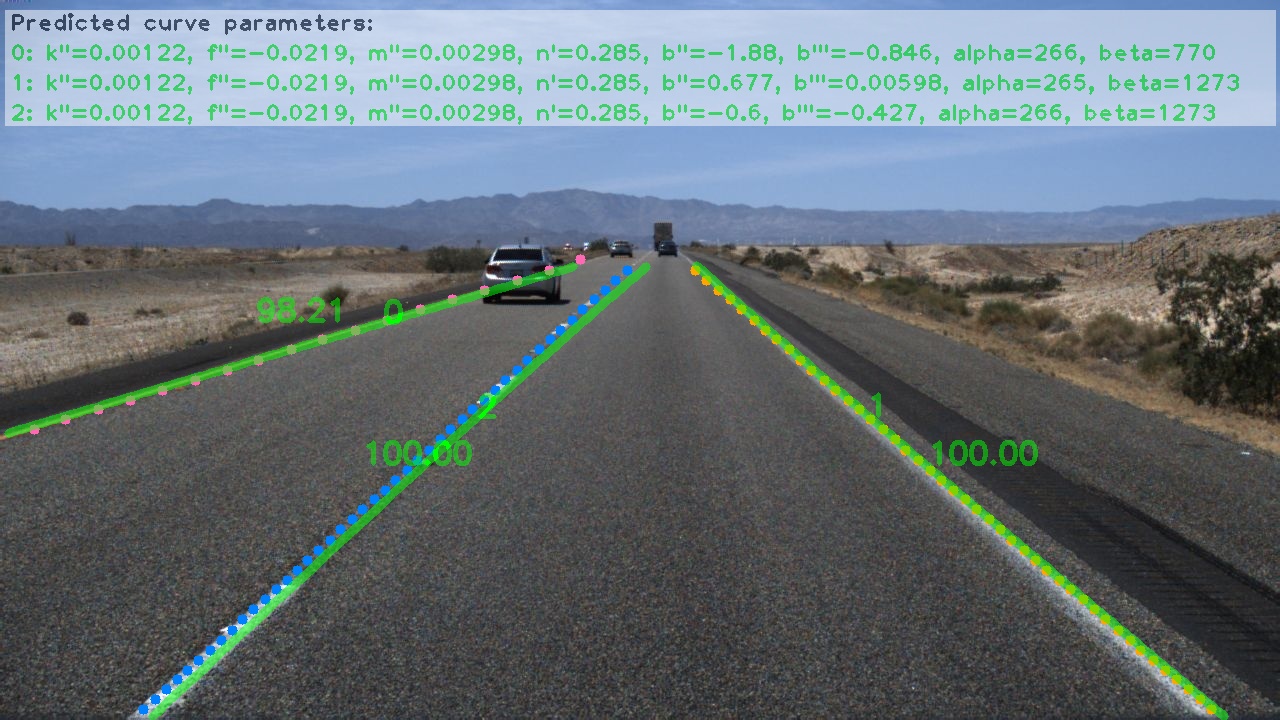 Predicted curve parameters:
0: k''=0.00122, f''=-0.0219, m''=0.00298, n'=0.285, b''=-1.88, b'''=-0.846, alpha=266, beta=770
1: k''=0.00122, f''=-0.0219, m''=0.00298, n'=0.285, b''=0.677, b'''=0.00598, alpha=265, beta=1273
2: k''=0.00122, f''=-0.0219, m''=0.00298, n'=0.285, b''=-0.6, b'''=-0.427, alpha=266, beta=1273
98.21 0
2 1
100.00 100.00